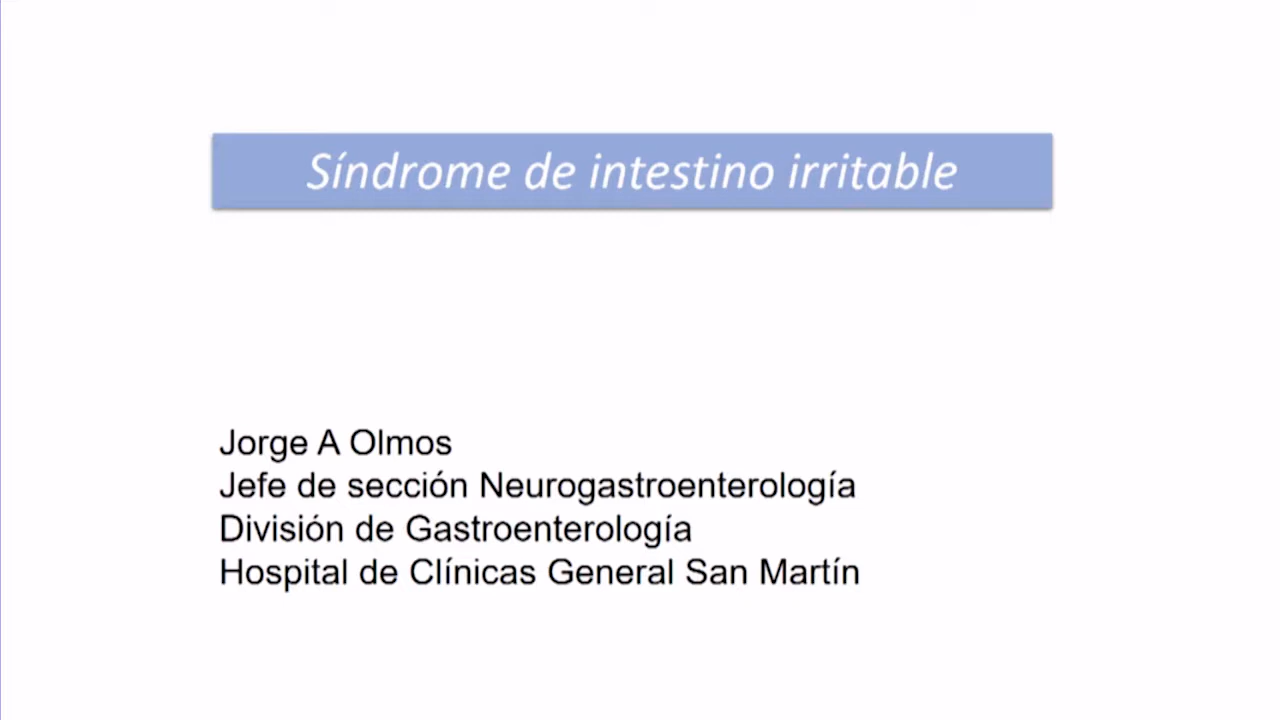 Síndrome de intestino irritable
Jorge A Olmos
Jefe de sección Neurogastroenterología
División de Gastroenterología
Hospital de Clínicas General San Martín